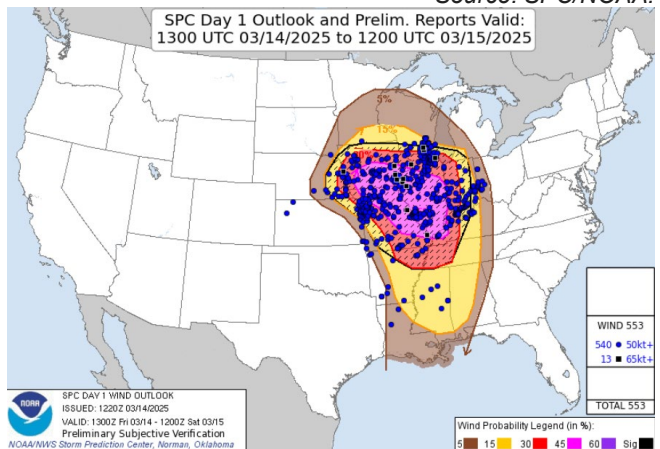 Source: SPC/NOAA.
SPC Day 1 Outlook and Prelim. Reports Valid:
1300 UTC 03/14/2025 to 1200 UTC 03/15/2025
5%
15%
WIND 553
540 ● 50kt+
13 ■ 65kt+
TOTAL 553
NOAA
SPC DAY 1 WIND OUTLOOK
ISSUED: 1220Z 03/14/2025
VALID: 1300Z Fri 03/14 - 1200Z Sat 03/15
Preliminary Subjective Verification
NOAA/NWS Storm Prediction Center, Norman, Oklahoma
Wind Probability Legend (in %):
5 15 30 45 60 Sig